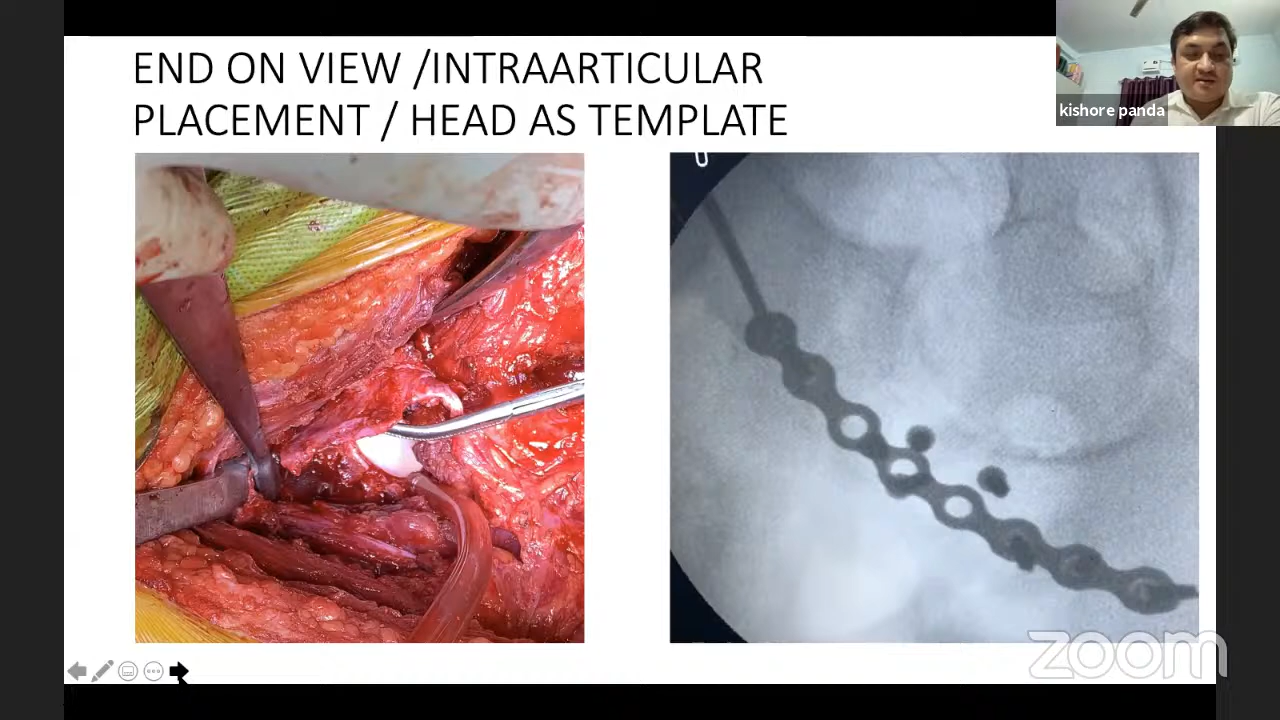 END ON VIEW /INTRAARTICULAR
PLACEMENT / HEAD AS TEMPLATE
kishore panda
zoom